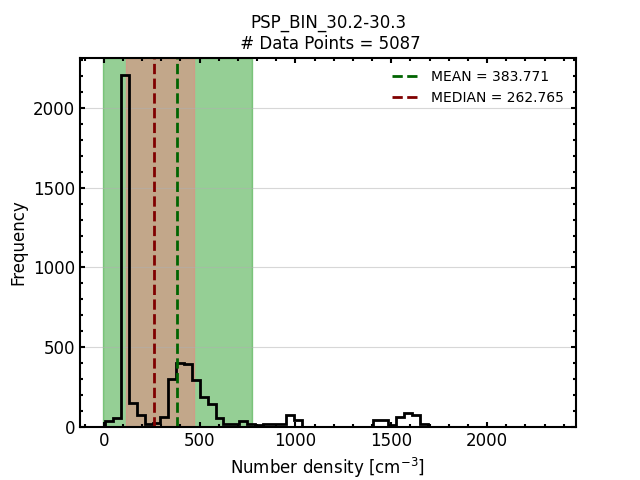 PSP_BIN_30.2-30.3
# Data Points = 5087
MEAN = 383.771
MEDIAN = 262.765
Frequency
2000
1500
1000
500
0
0 500 1000 1500 2000
Number density [cm⁻³]